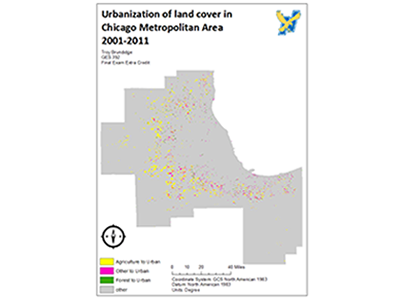 Urbanization of land cover in
Chicago Metropolitan Area
2001-2011
Troy Brundidge
GES 392
Final Exam Extra Credit
Agriculture to Urban
Other to Urban
Forest to Urban
other
0 10 20 40 Miles
Coordinate System: GCS North American 1983
Datum: North American 1983
Units: Degree